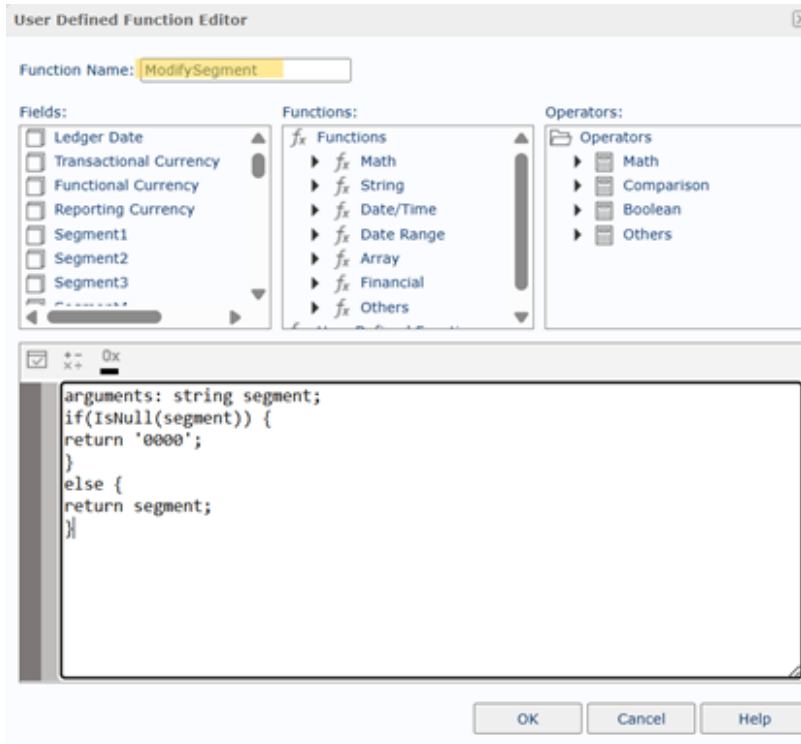 User Defined Function Editor
Function Name: ModifySegment
Fields:
Ledger Date
Transactional Currency
Functional Currency
Reporting Currency
Segment1
Segment2
Segment3
Functions:
Functions
Math
String
Date/Time
Date Range
Array
Financial
Others
Operators:
Operators
Math
Comparison
Boolean
Others
0x
arguments: string segment;
if(IsNull(segment)) {
return '0000';
}
else {
return segment;
}
OK
Cancel
Help